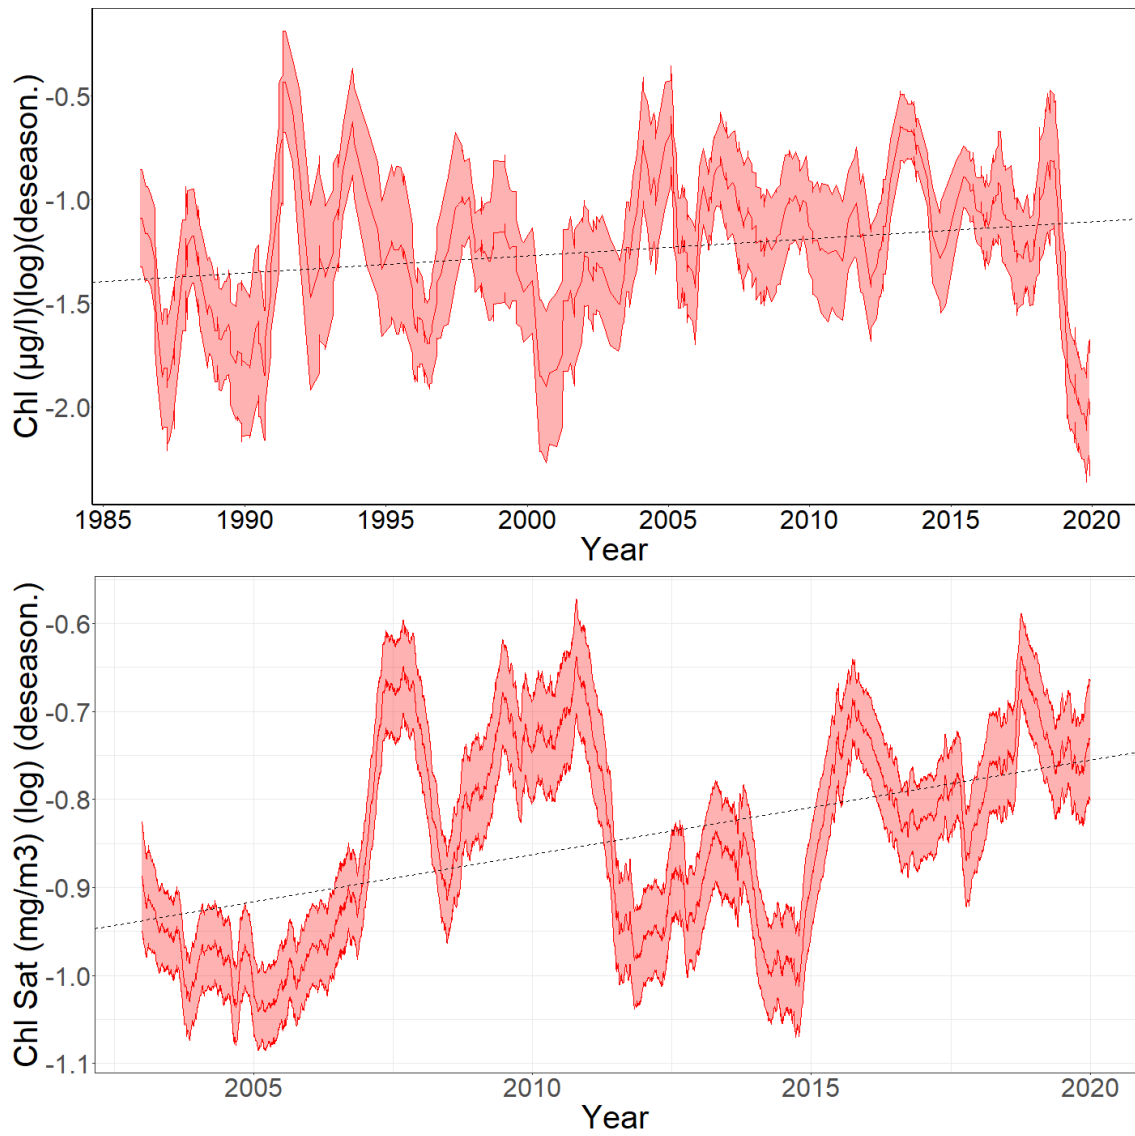 Chl (µg/l)(log)(deseason.)
-0.5
-1.0
-1.5
-2.0
1985 1990 1995 2000 2005 2010 2015 2020
Year
Chl Sat (mg/m3) (log) (deseason.)
-0.6
-0.7
-0.8
-0.9
-1.0
-1.1
2005 2010 2015 2020
Year